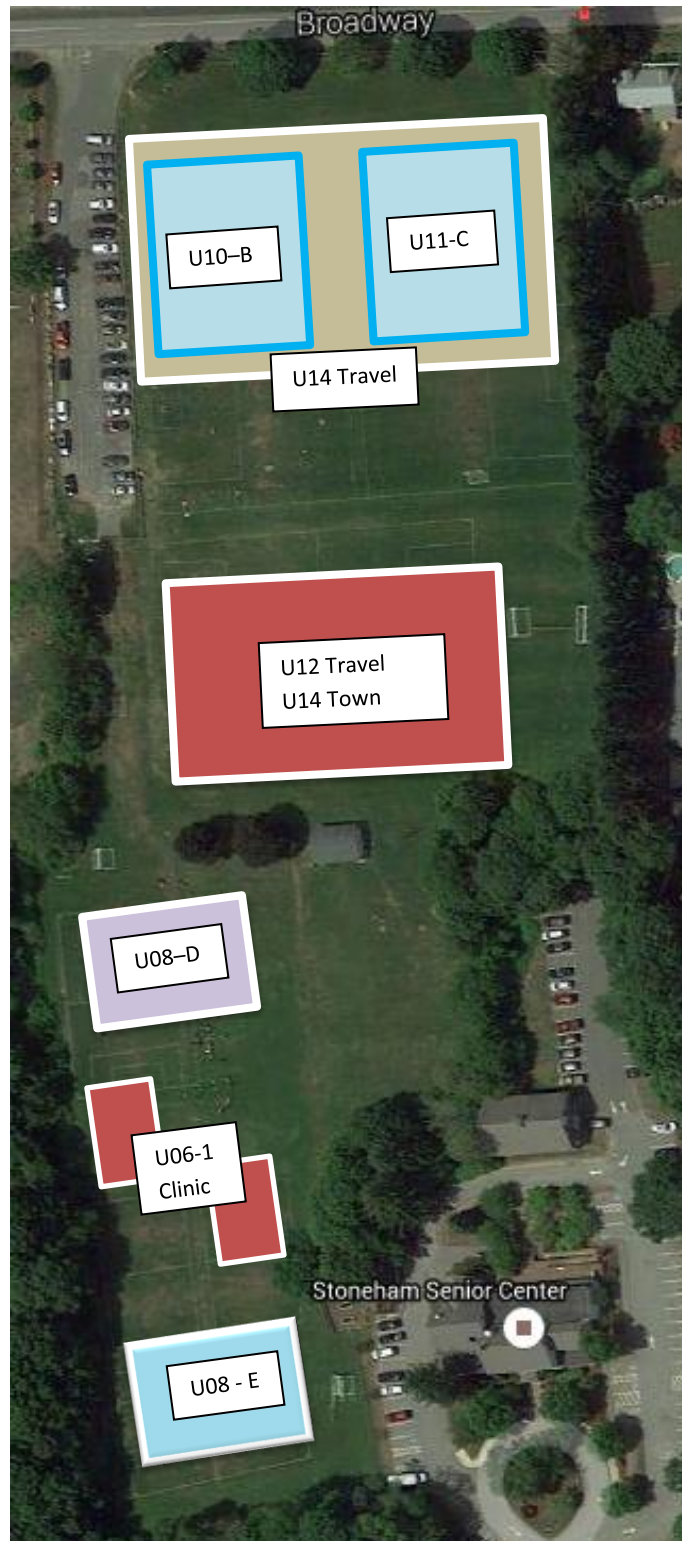 Broadway
U10–B
U11-C
U14 Travel
U12 Travel
U14 Town
U08–D
U06-1
Clinic
Stoneham Senior Center
U08 - E